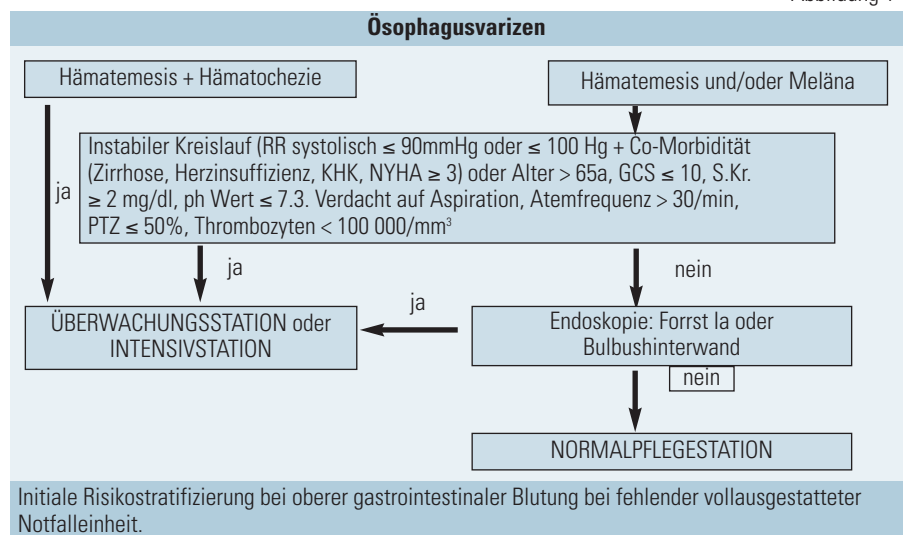 Ösophagusvarizen
Hämatemesis + Hämatochezie
Hämatemesis und/oder Meläna
Instabiler Kreislauf (RR systolisch ≤ 90mmHg oder ≤ 100 Hg + Co-Morbidität
(Zirrhose, Herzinsuffizienz, KHK, NYHA ≥ 3) oder Alter > 65a, GCS ≤ 10, S.Kr.
≥ 2 mg/dl, ph Wert ≤ 7.3. Verdacht auf Aspiration, Atemfrequenz > 30/min,
PTZ ≤ 50%, Thrombozyten < 100 000/mm³
ja
ja
nein
ÜBERWACHUNGSSTATION oder
INTENSIVSTATION
ja
Endoskopie: Forrst Ia oder
Bulbushinterwand
nein
NORMALPFLEGESTATION
Initiale Risikostratifizierung bei oberer gastrointestinaler Blutung bei fehlender vollausgestatteter
Notfalleinheit.